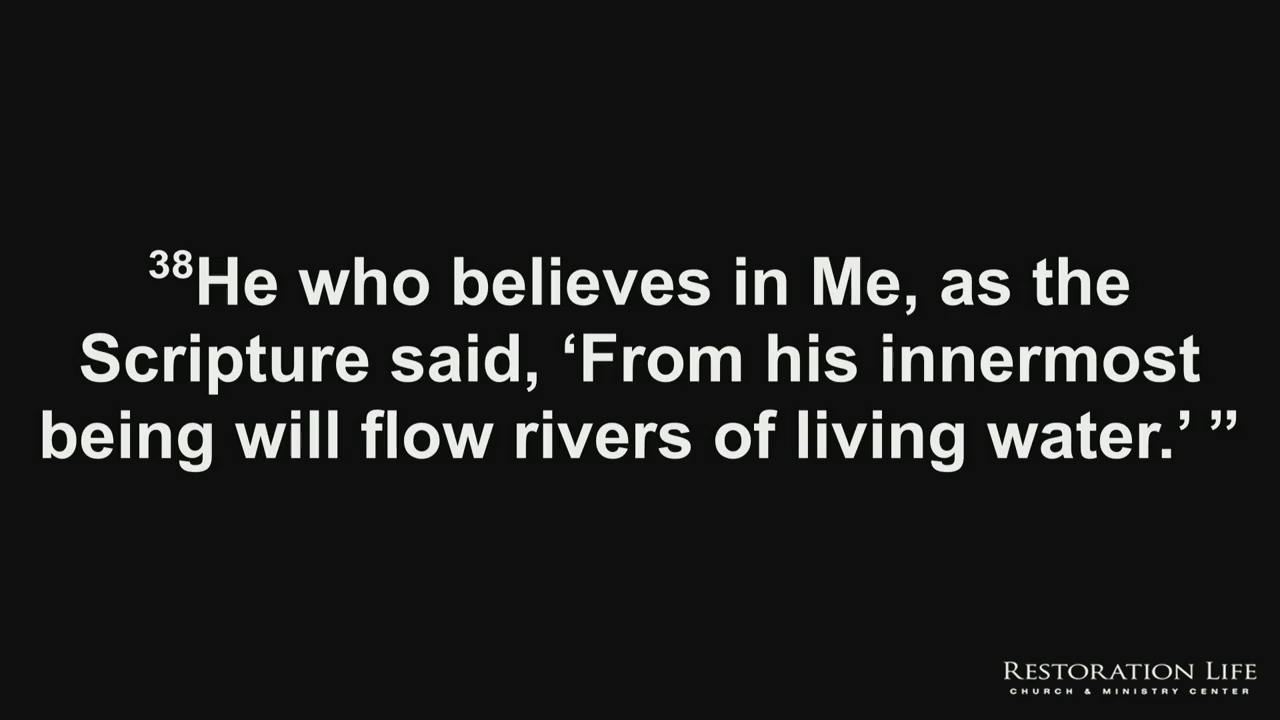 ³⁸He who believes in Me, as the
Scripture said, ‘From his innermost
being will flow rivers of living water.’ ”
RESTORATION LIFE
CHURCH & MINISTRY CENTER